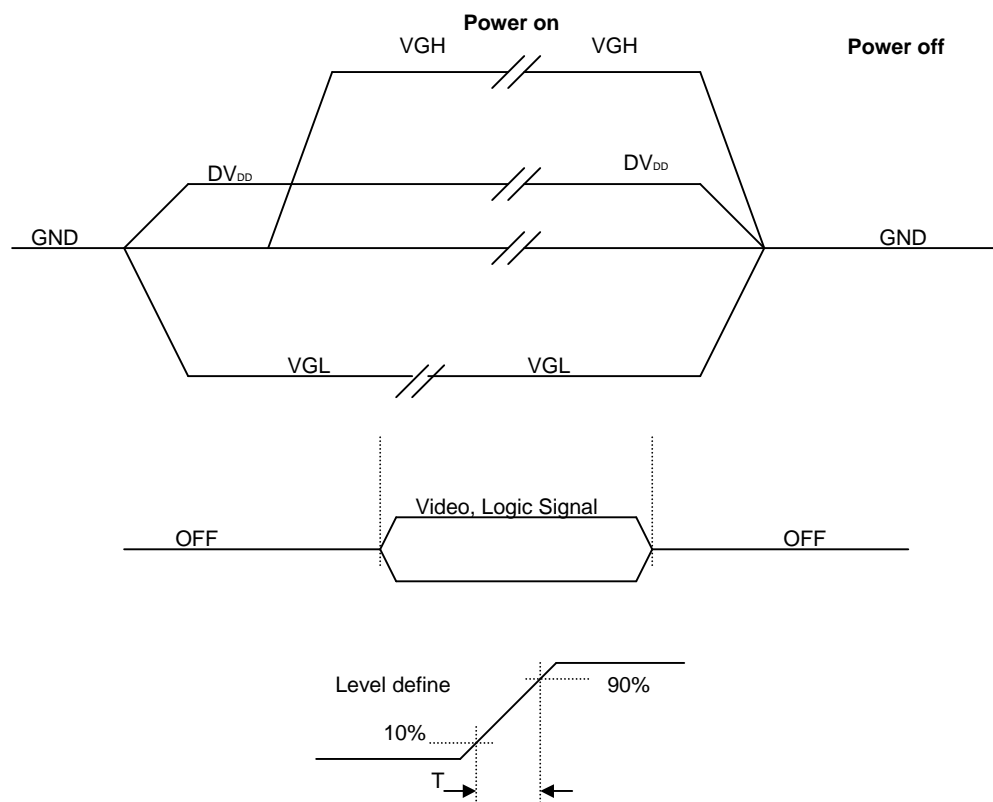 Power on
VGH VGH
Power off
DVDD DVDD
GND GND
VGL VGL
Video, Logic Signal
OFF OFF
Level define
90%
10%
T